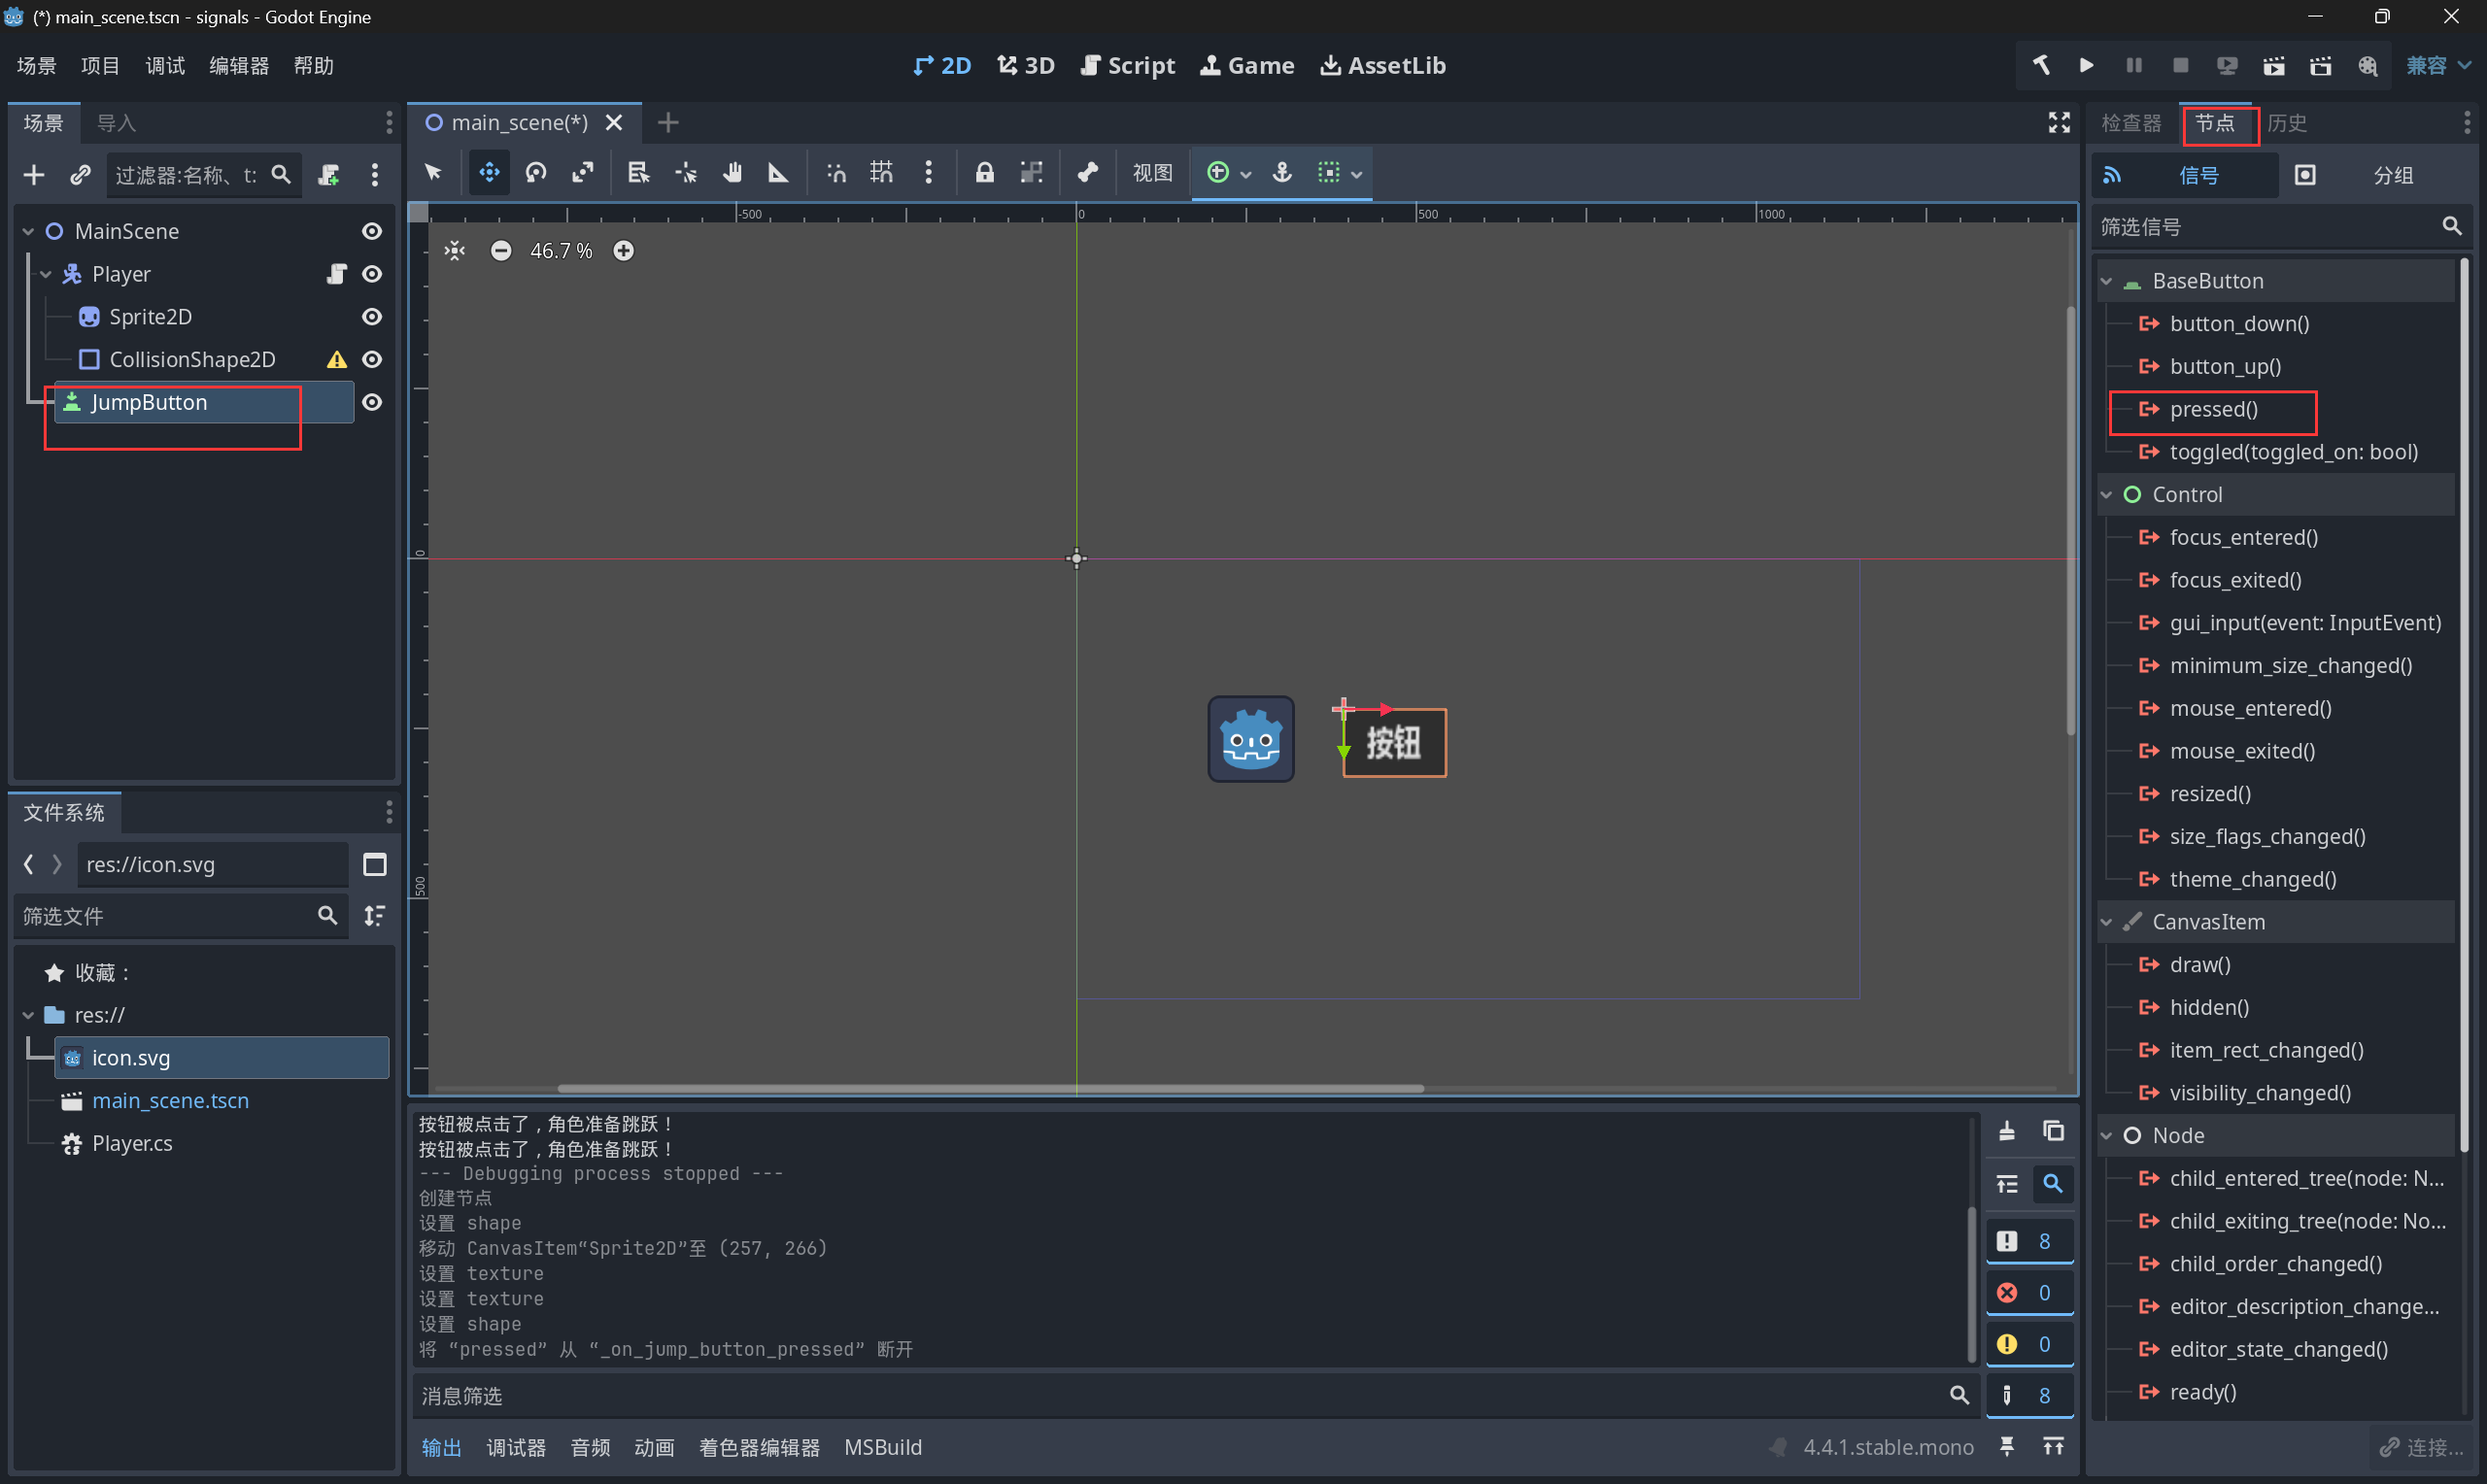 (*) main_scene.tscn - signals - Godot Engine
场景 项目 调试 编辑器 帮助
2D 3D Script Game AssetLib
兼容
场景 导入
main_scene(*)
检查器 节点 历史
过滤器:名称、t:
视图
信号 分组
筛选信号
MainScene
Player
Sprite2D
CollisionShape2D
JumpButton
46.7 %
-500 0 500 1000
0
500
按钮
BaseButton
button_down()
button_up()
pressed()
toggled(toggled_on: bool)
Control
focus_entered()
focus_exited()
gui_input(event: InputEvent)
minimum_size_changed()
mouse_entered()
mouse_exited()
resized()
size_flags_changed()
theme_changed()
CanvasItem
draw()
hidden()
item_rect_changed()
visibility_changed()
Node
child_entered_tree(node: N...
child_exiting_tree(node: No...
child_order_changed()
editor_description_change...
editor_state_changed()
ready()
连接...
文件系统
res://icon.svg
筛选文件
收藏：
res://
icon.svg
main_scene.tscn
Player.cs
按钮被点击了，角色准备跳跃！
按钮被点击了，角色准备跳跃！
--- Debugging process stopped ---
创建节点
设置 shape
移动 CanvasItem“Sprite2D”至 (257, 266)
设置 texture
设置 texture
设置 shape
将 “pressed” 从 “_on_jump_button_pressed” 断开
8
0
0
8
消息筛选
输出 调试器 音频 动画 着色器编辑器 MSBuild
4.4.1.stable.mono